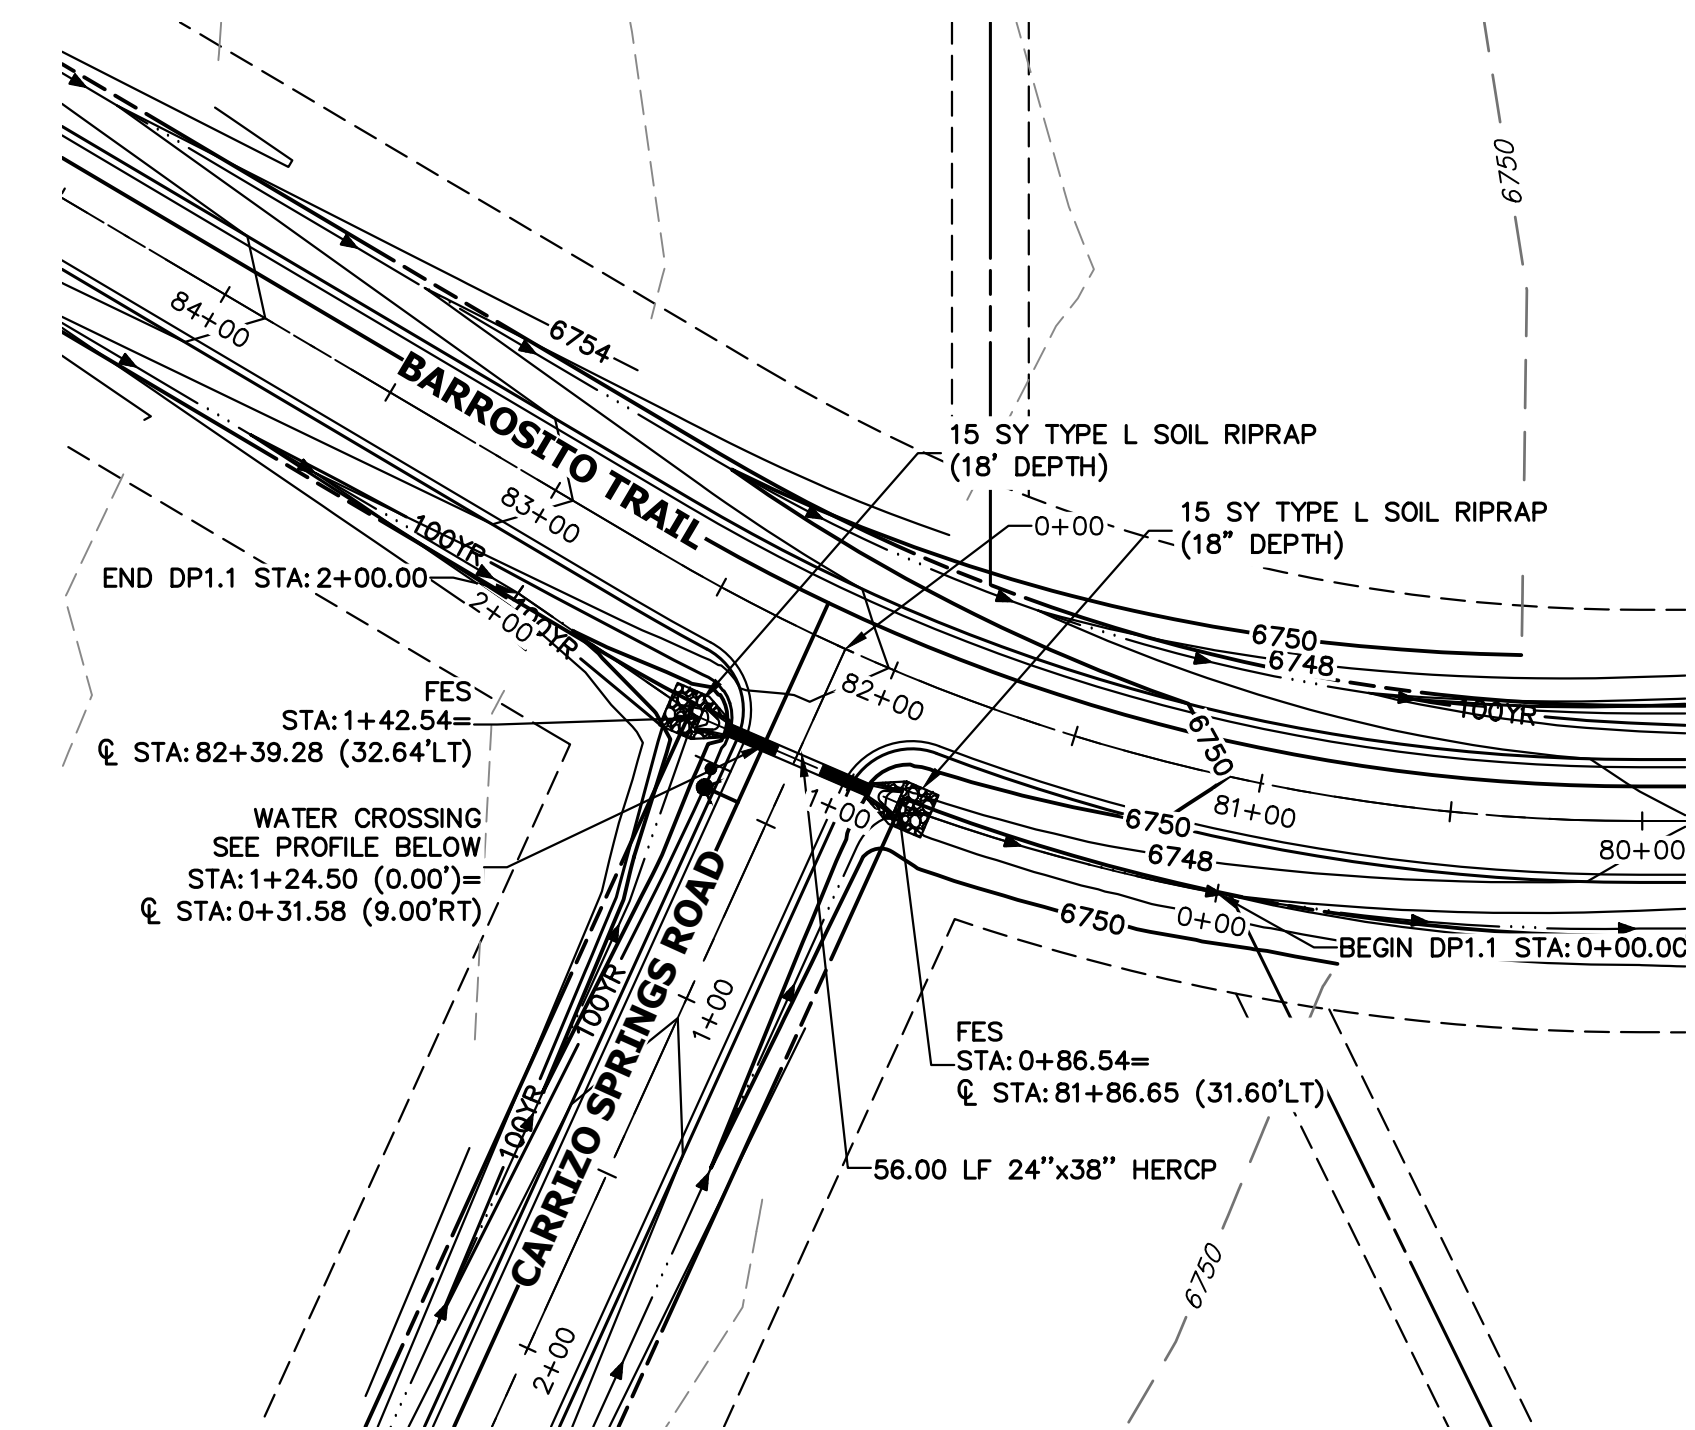 6750
84+00
6754
BARROSITO TRAIL
83+00
15 SY TYPE L SOIL RIPRAP
(18' DEPTH)
0+00
15 SY TYPE L SOIL RIPRAP
(18" DEPTH)
100YR
END DP1.1 STA:2+00.00
2+00
100YR
6750
6748
100YR
82+00
6750
FES
STA:1+42.54=
℄ STA:82+39.28 (32.64'LT)
1+00
81+00
6750
6748
80+00
WATER CROSSING
SEE PROFILE BELOW
STA:1+24.50 (0.00')=
℄ STA:0+31.58 (9.00'RT)
6750
0+00
BEGIN DP1.1 STA:0+00.0
CARRIZO SPRINGS ROAD
100YR
1+00
FES
STA:0+86.54=
℄ STA:81+86.65 (31.60'LT)
100YR
56.00 LF 24"x38" HERCP
6750
2+00